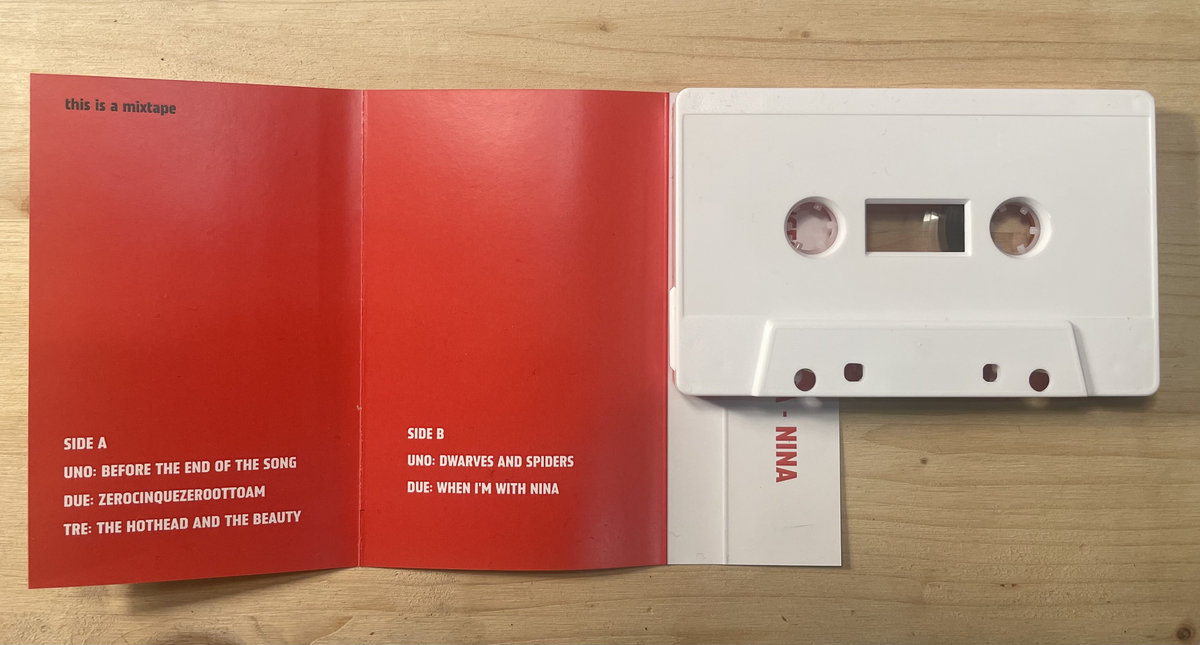 this is a mixtape
SIDE A
UNO: BEFORE THE END OF THE SONG
DUE: ZEROCINQUEZEROOTTOAM
TRE: THE HOTHEAD AND THE BEAUTY
SIDE B
UNO: DWARVES AND SPIDERS
DUE: WHEN I'M WITH NINA
- NINA